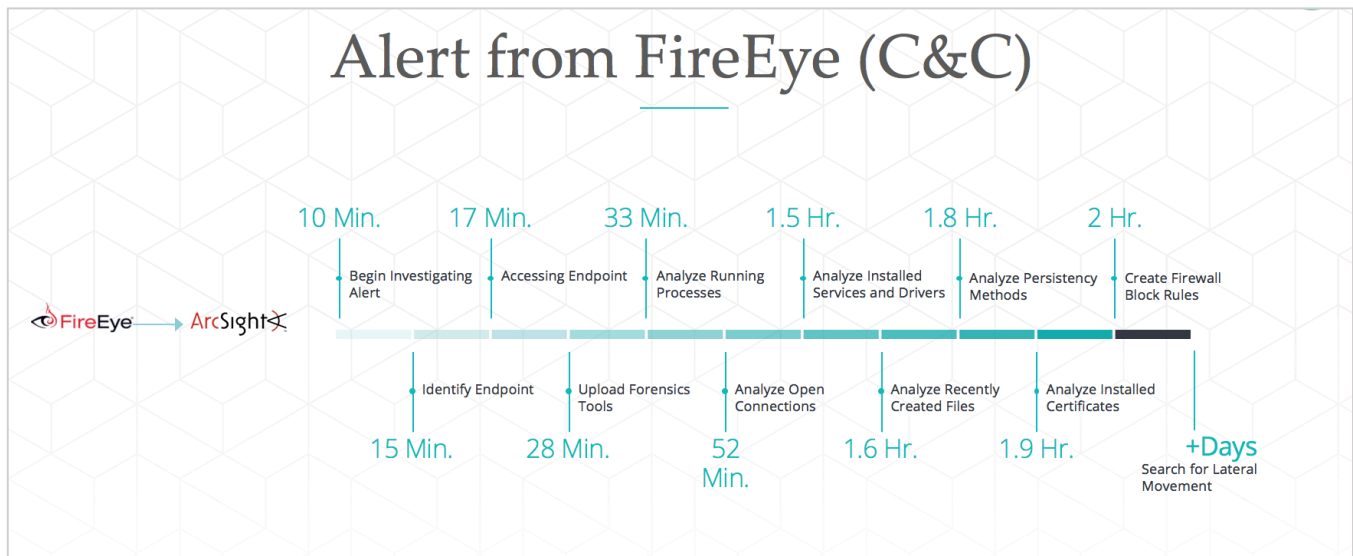 Alert from FireEye (C&C)
10 Min.
17 Min.
33 Min.
1.5 Hr.
1.8 Hr.
2 Hr.
Begin Investigating
Alert
Accessing Endpoint
Analyze Running
Processes
Analyze Installed
Services and Drivers
Analyze Persistency
Methods
Create Firewall
Block Rules
FireEye
ArcSight
Identify Endpoint
Upload Forensics
Tools
Analyze Open
Connections
Analyze Recently
Created Files
Analyze Installed
Certificates
15 Min.
28 Min.
52
Min.
1.6 Hr.
1.9 Hr.
+Days
Search for Lateral
Movement